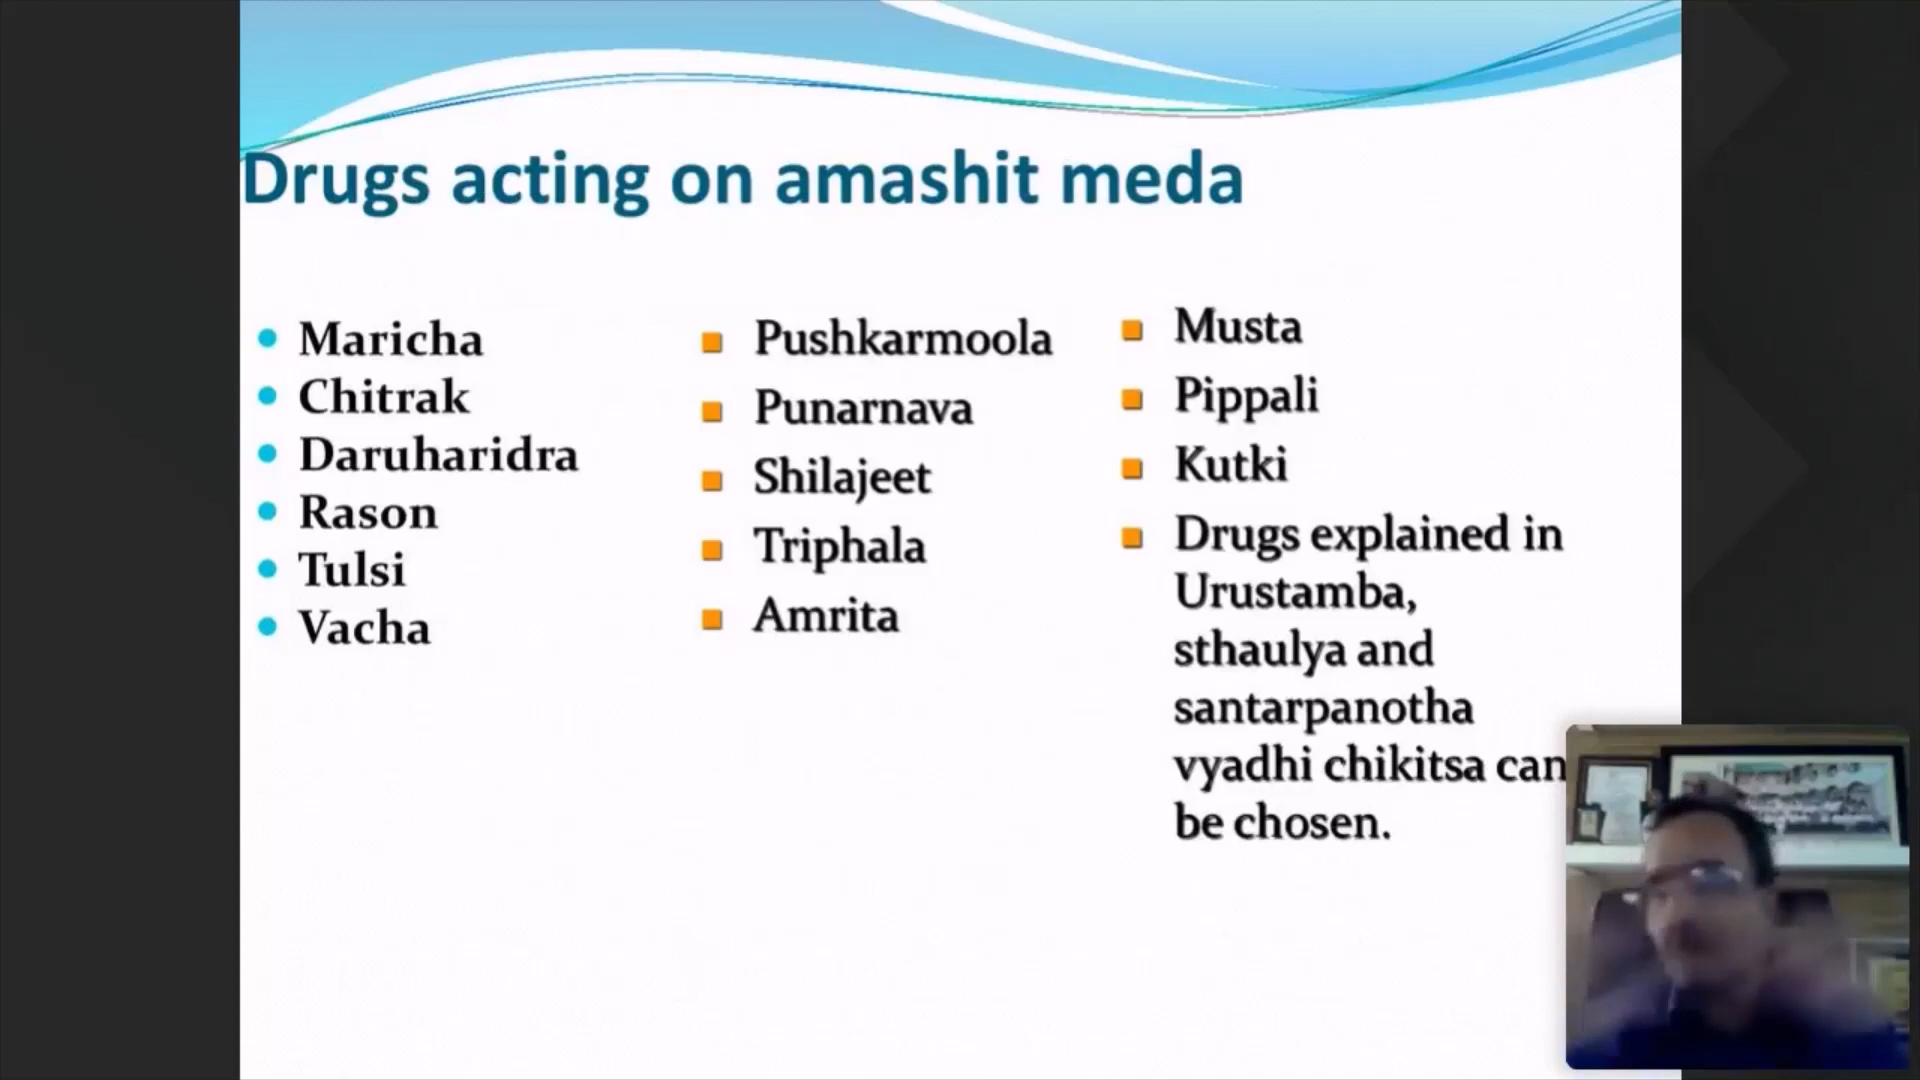 Drugs acting on amashit meda
Maricha
Chitrak
Daruharidra
Rason
Tulsi
Vacha
Pushkarmoola
Punarnava
Shilajeet
Triphala
Amrita
Musta
Pippali
Kutki
Drugs explained in
Urustamba,
sthaulya and
santarpanotha
vyadhi chikitsa can
be chosen.